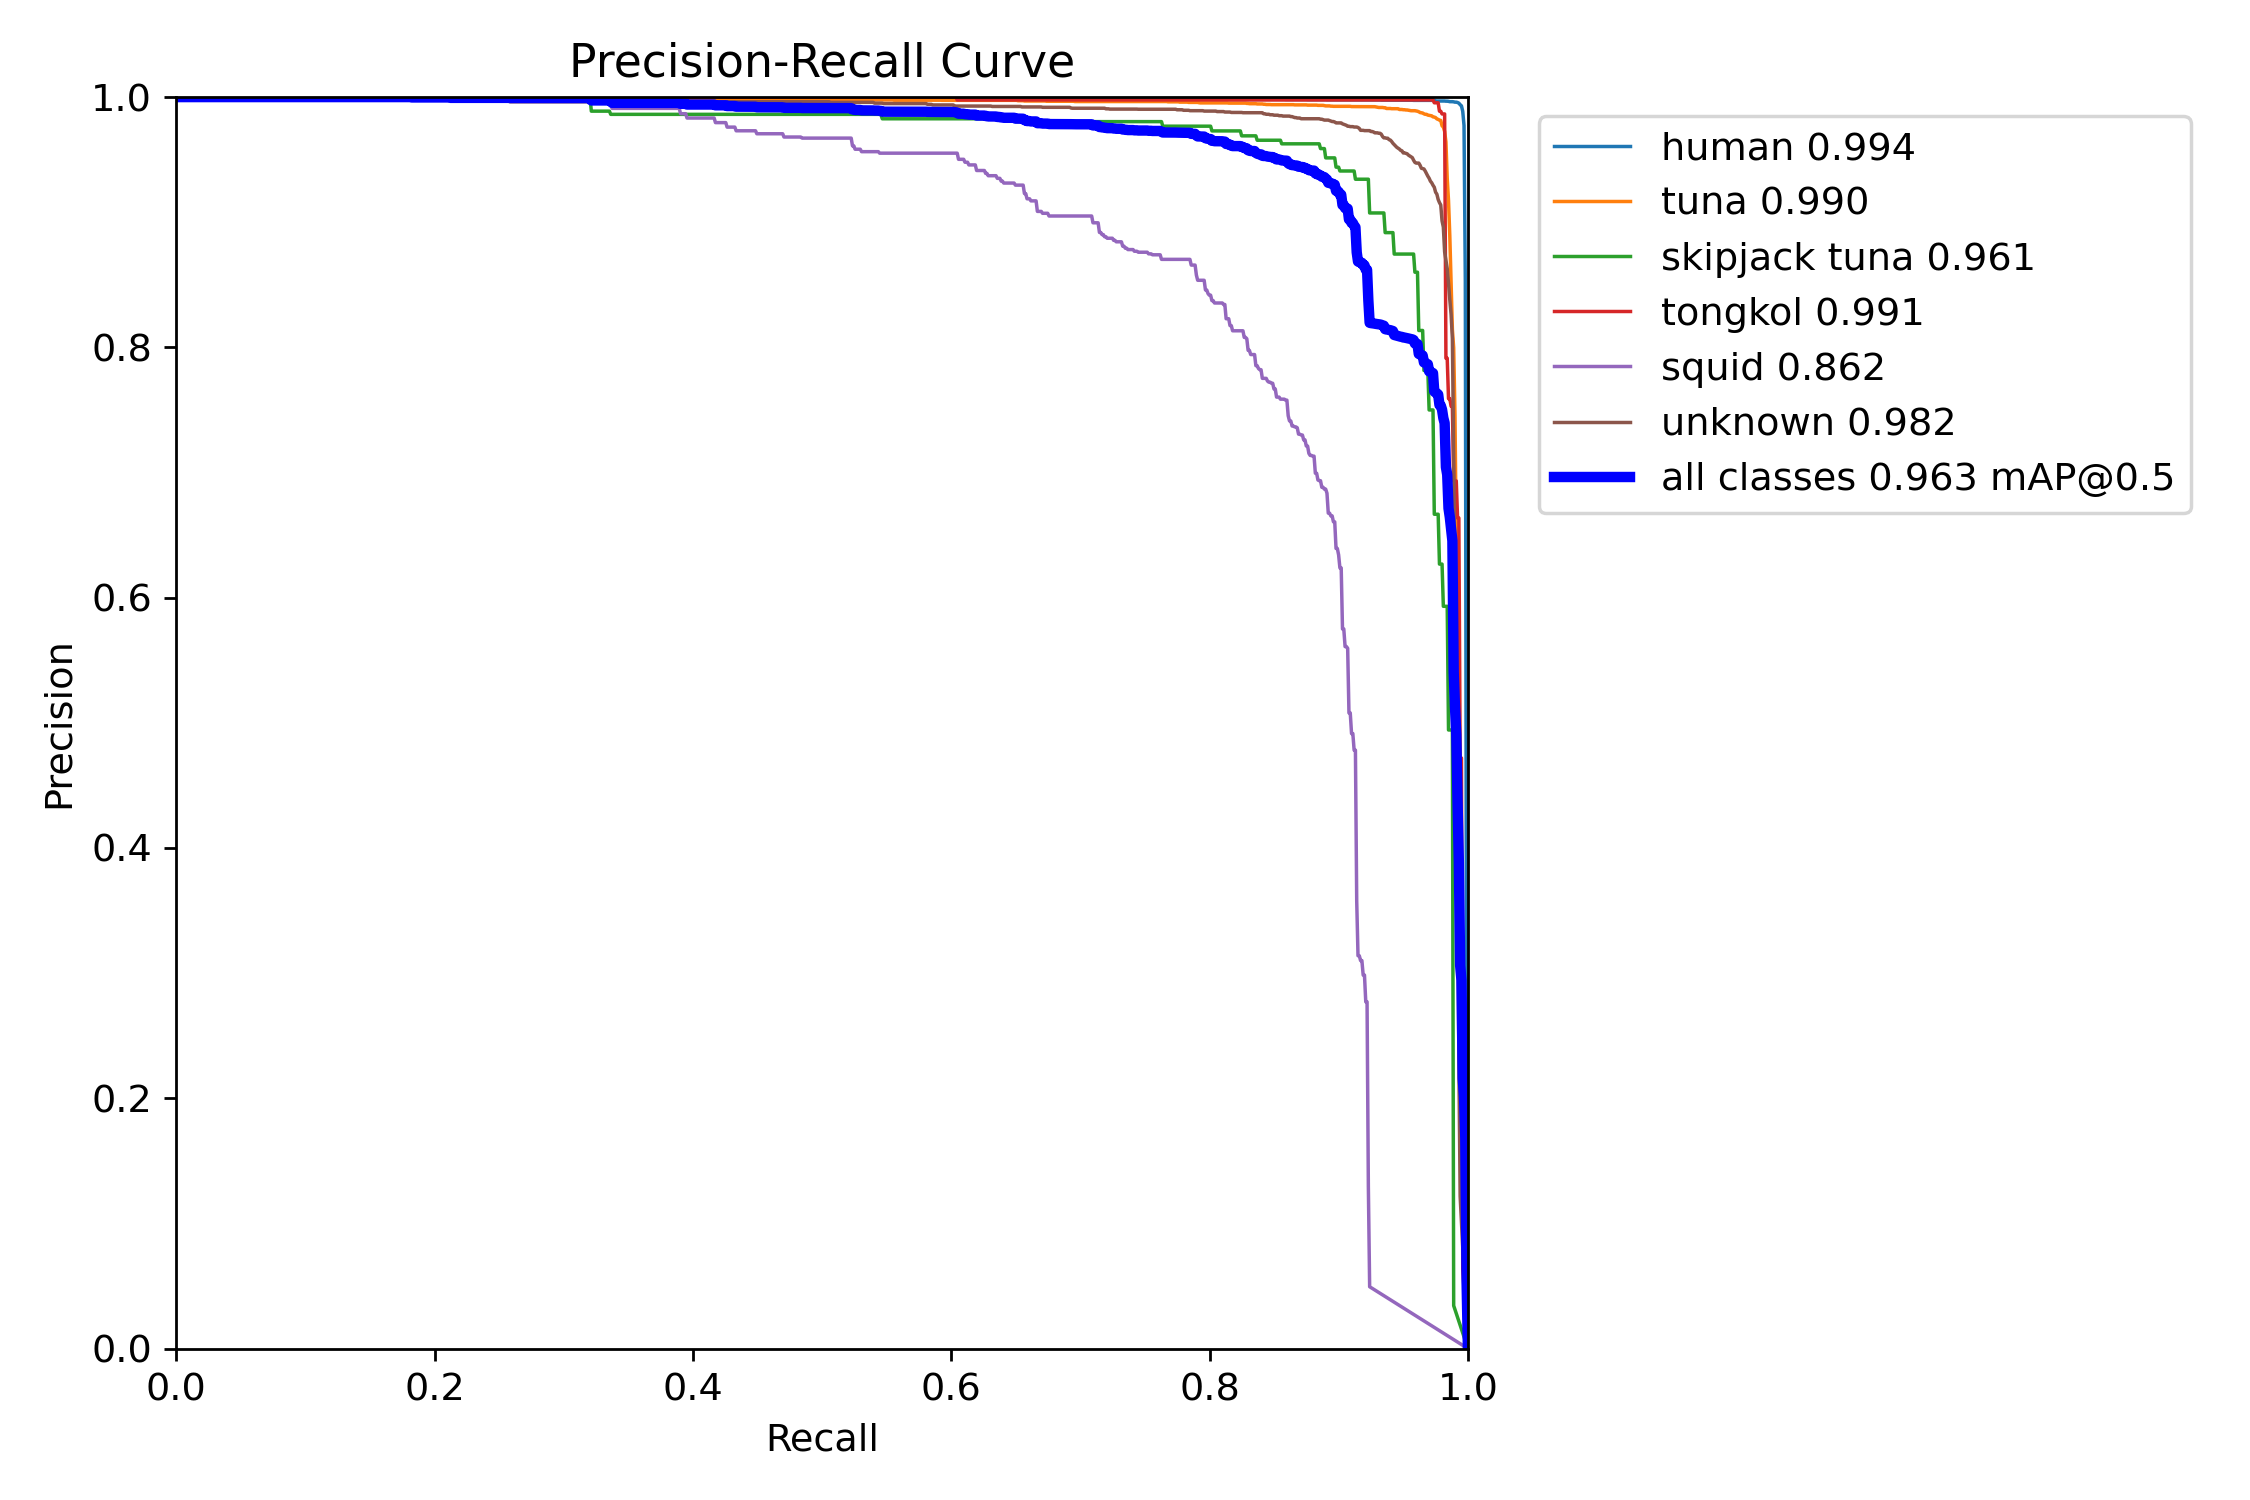 Precision-Recall Curve
1.0
0.8
0.6
0.4
0.2
0.0
Precision
0.0 0.2 0.4 0.6 0.8 1.0
Recall
human 0.994
tuna 0.990
skipjack tuna 0.961
tongkol 0.991
squid 0.862
unknown 0.982
all classes 0.963 mAP@0.5